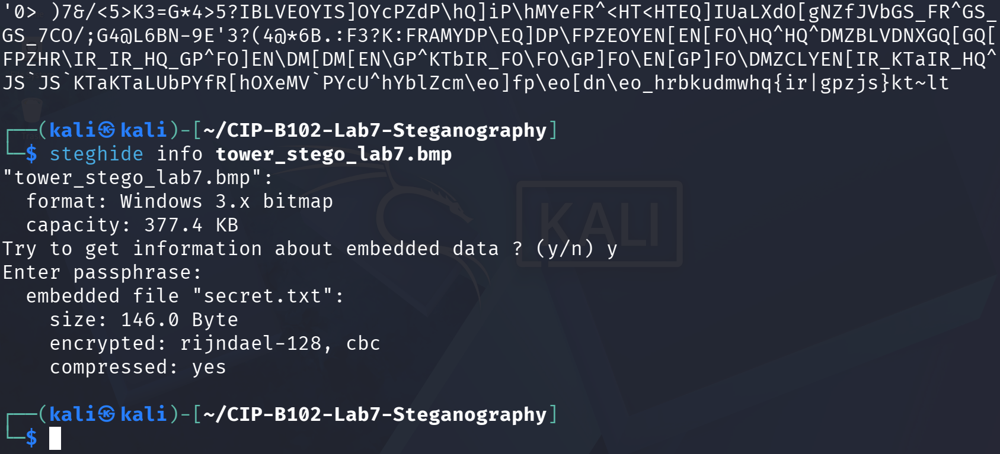 '0> )7&/<5>K3=G*4>5?IBLVEOYIS]OYcPZdP\hQ]iP\hMYeFR^<HT<HTEQ]IUaLXdO[gNZfJVbGS_FR^GS_
GS_7CO/;G4@L6BN-9E'3?(4@*6B.:F3?K:FRAMYDP\EQ]DP\FPZEOYEN[EN[FO\HQ^HQ^DMZBLVDNXGQ[GQ[
FPZHR\IR_IR_HQ_GP^FO]EN\DM[DM[EN\GP^KTbIR_FO\FO\GP]FO\EN[GP]FO\DMZCLYEN[IR_KTaIR_HQ^
JS`JS`KTaKTaLUbPYfR[hOXeMV`PYcU^hYblZcm\eo]fp\eo[dn\eo_hrbkudmwhq{ir|gpzjs}kt~lt
┌──(kali㉿kali)-[~/CIP-B102-Lab7-Steganography]
└─$ steghide info tower_stego_lab7.bmp
"tower_stego_lab7.bmp":
format: Windows 3.x bitmap
capacity: 377.4 KB
Try to get information about embedded data ? (y/n) y
Enter passphrase:
embedded file "secret.txt":
size: 146.0 Byte
encrypted: rijndael-128, cbc
compressed: yes
┌──(kali㉿kali)-[~/CIP-B102-Lab7-Steganography]
└─$
KALI